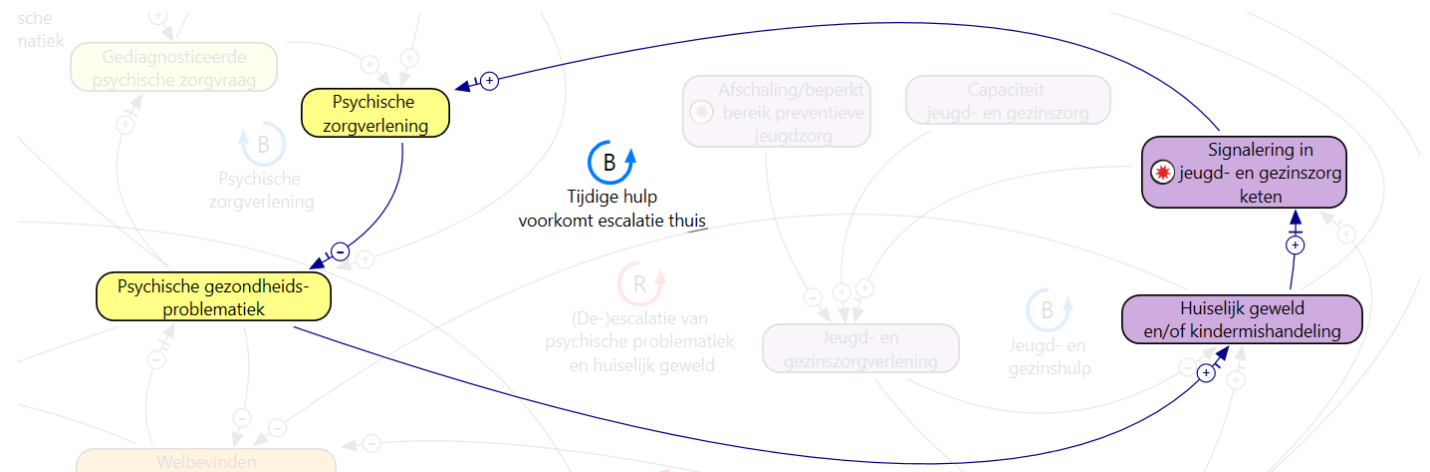 sche
natiek
Gediagnosticeerde
psychische zorgvraag
Psychische
zorgverlening
Afschaling/beperkt
bereik preventieve
jeugdzorg
Capaciteit
jeugd- en gezinszorg
B
Psychische
zorgverlening
B
Tijdige hulp
voorkomt escalatie thuis
Signalering in
jeugd- en gezinszorg
keten
Psychische gezondheids-
problematiek
R
(De-)escalatie van
psychische problematiek
en huiselijk geweld
Jeugd- en
gezinszorgverlening
B
Jeugd- en
gezinshulp
Huiselijk geweld
en/of kindermishandeling
Welbevinden